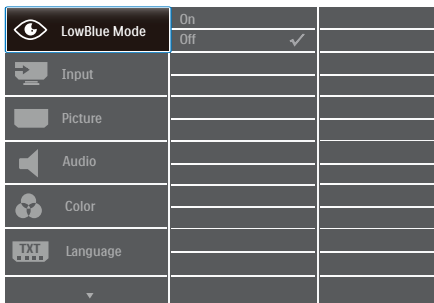 LowBlue Mode
On
Off
Input
Picture
Audio
Color
TXT
Language